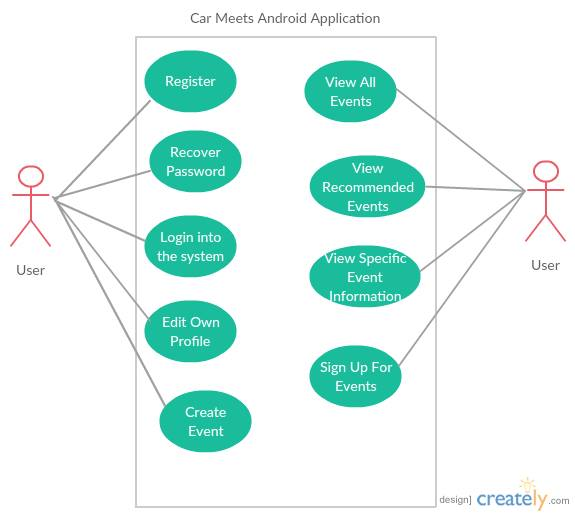 Car Meets Android Application
Register
Recover
Password
Login into
the system
Edit Own
Profile
Create
Event
View All
Events
View
Recommended
Events
View Specific
Event
Information
Sign Up For
Events
User
User
design]
creately.com